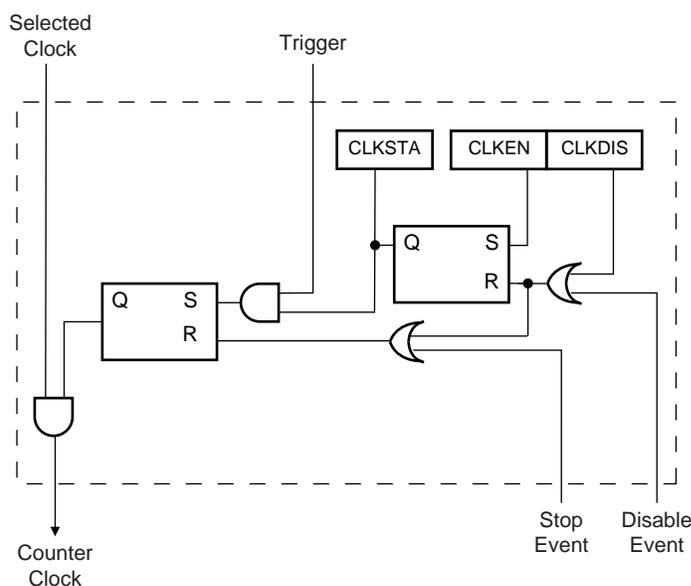 Selected
Clock
Trigger
CLKSTA
CLKEN
CLKDIS
Q
S
R
Q
S
R
Stop
Event
Disable
Event
Counter
Clock